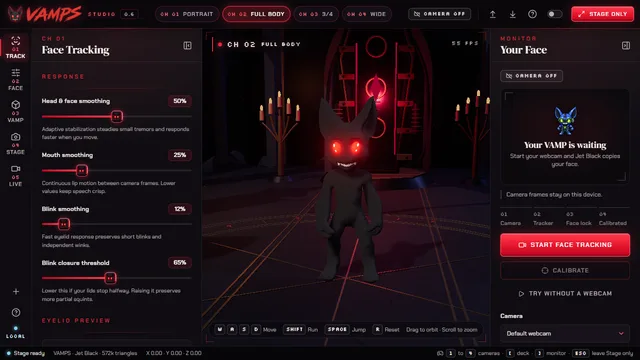 VAMPS STUDIO 0.6
CH 01 PORTRAIT
CH 02 FULL BODY
CH 03 3/4
CH 04 WIDE
CAMERA OFF
STAGE ONLY
01
TRACK
02
FACE
03
VAMP
04
STAGE
05
LIVE
LOCAL
CH 01
Face Tracking
RESPONSE
Head & face smoothing 50%
Adaptive stabilization steadies small tremors and responds
faster when you move.
Mouth smoothing 25%
Continuous lip motion between camera frames. Lower
values keep speech crisp.
Blink smoothing 12%
Fast eyelid response preserves short blinks and
independent winks.
Blink closure threshold 65%
Lower this if your lids stop halfway. Raising it preserves
more partial squints.
EYELID PREVIEW
CH 02 FULL BODY
55 FPS
W A S D Move SHIFT Run SPACE Jump R Reset Drag to orbit · Scroll to zoom
MONITOR
Your Face
CAMERA OFF
Your VAMP is waiting
Start your webcam and Jet Black copies
your face.
Camera frames stay on this device.
01 Camera
02 Tracker
03 Face lock
04 Calibrated
START FACE TRACKING
CALIBRATE
TRY WITHOUT A WEBCAM
Camera
Default webcam
Stage ready VAMPS · Jet Black 572k triangles X 0.00 · Y 0.00 · Z 0.00
1 to 4 cameras C deck J monitor ESC leave Stage only